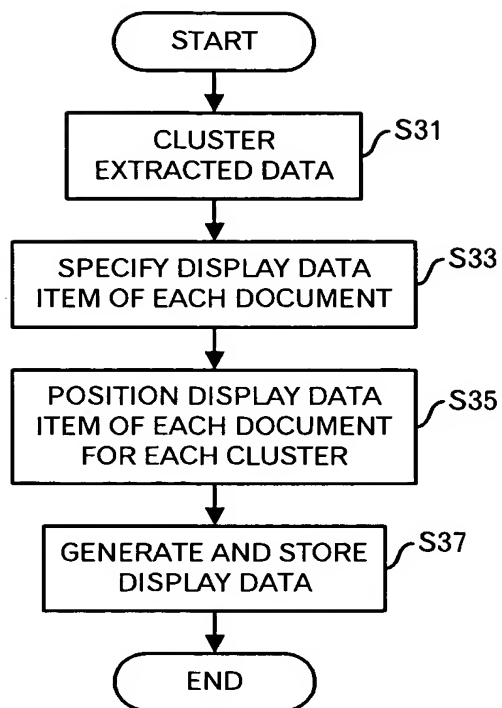 START
CLUSTER
EXTRACTED DATA
S31
SPECIFY DISPLAY DATA
ITEM OF EACH DOCUMENT
S33
POSITION DISPLAY DATA
ITEM OF EACH DOCUMENT
FOR EACH CLUSTER
S35
GENERATE AND STORE
DISPLAY DATA
S37
END